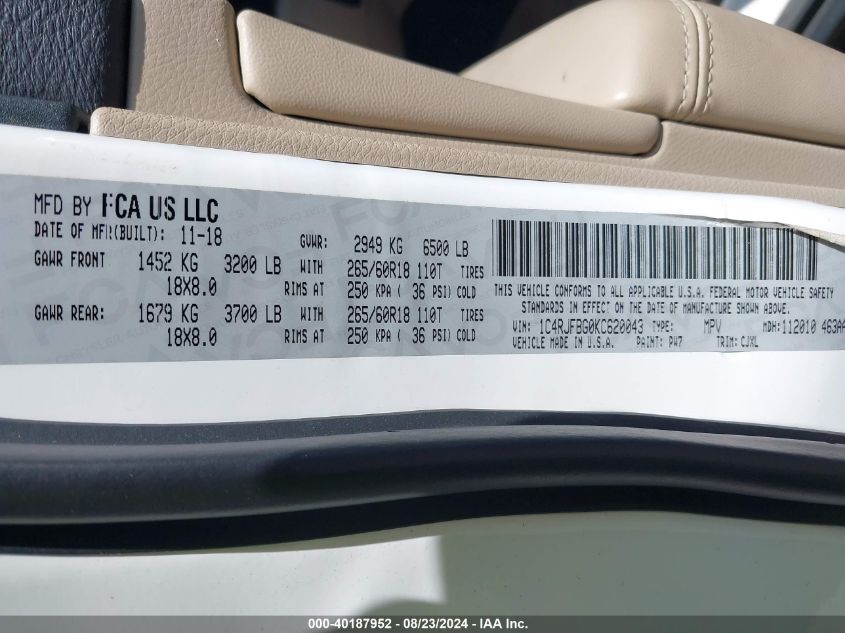 MFD BY FCA US LLC
DATE OF MFR(BUILT): 11-18 GVWR: 2949 KG 6500 LB
GAWR FRONT 1452 KG 3200 LB WITH 265/60R18 110T TIRES
18X8.0 RIMS AT 250 KPA ( 36 PSI) COLD
GAWR REAR: 1679 KG 3700 LB WITH 265/60R18 110T TIRES
18X8.0 RIMS AT 250 KPA ( 36 PSI) COLD
THIS VEHICLE CONFORMS TO ALL APPLICABLE U.S.A. FEDERAL MOTOR VEHICLE SAFETY
STANDARDS IN EFFECT ON THE DATE OF MANUFACTURE SHOWN ABOVE.
VIN: 1C4RJFBG0KC620043 TYPE: MPV MDH: 112010 463AA
VEHICLE MADE IN U.S.A. PAINT: PW7 TRIM: CJXL
000-40187952 - 08/23/2024 - IAA Inc.